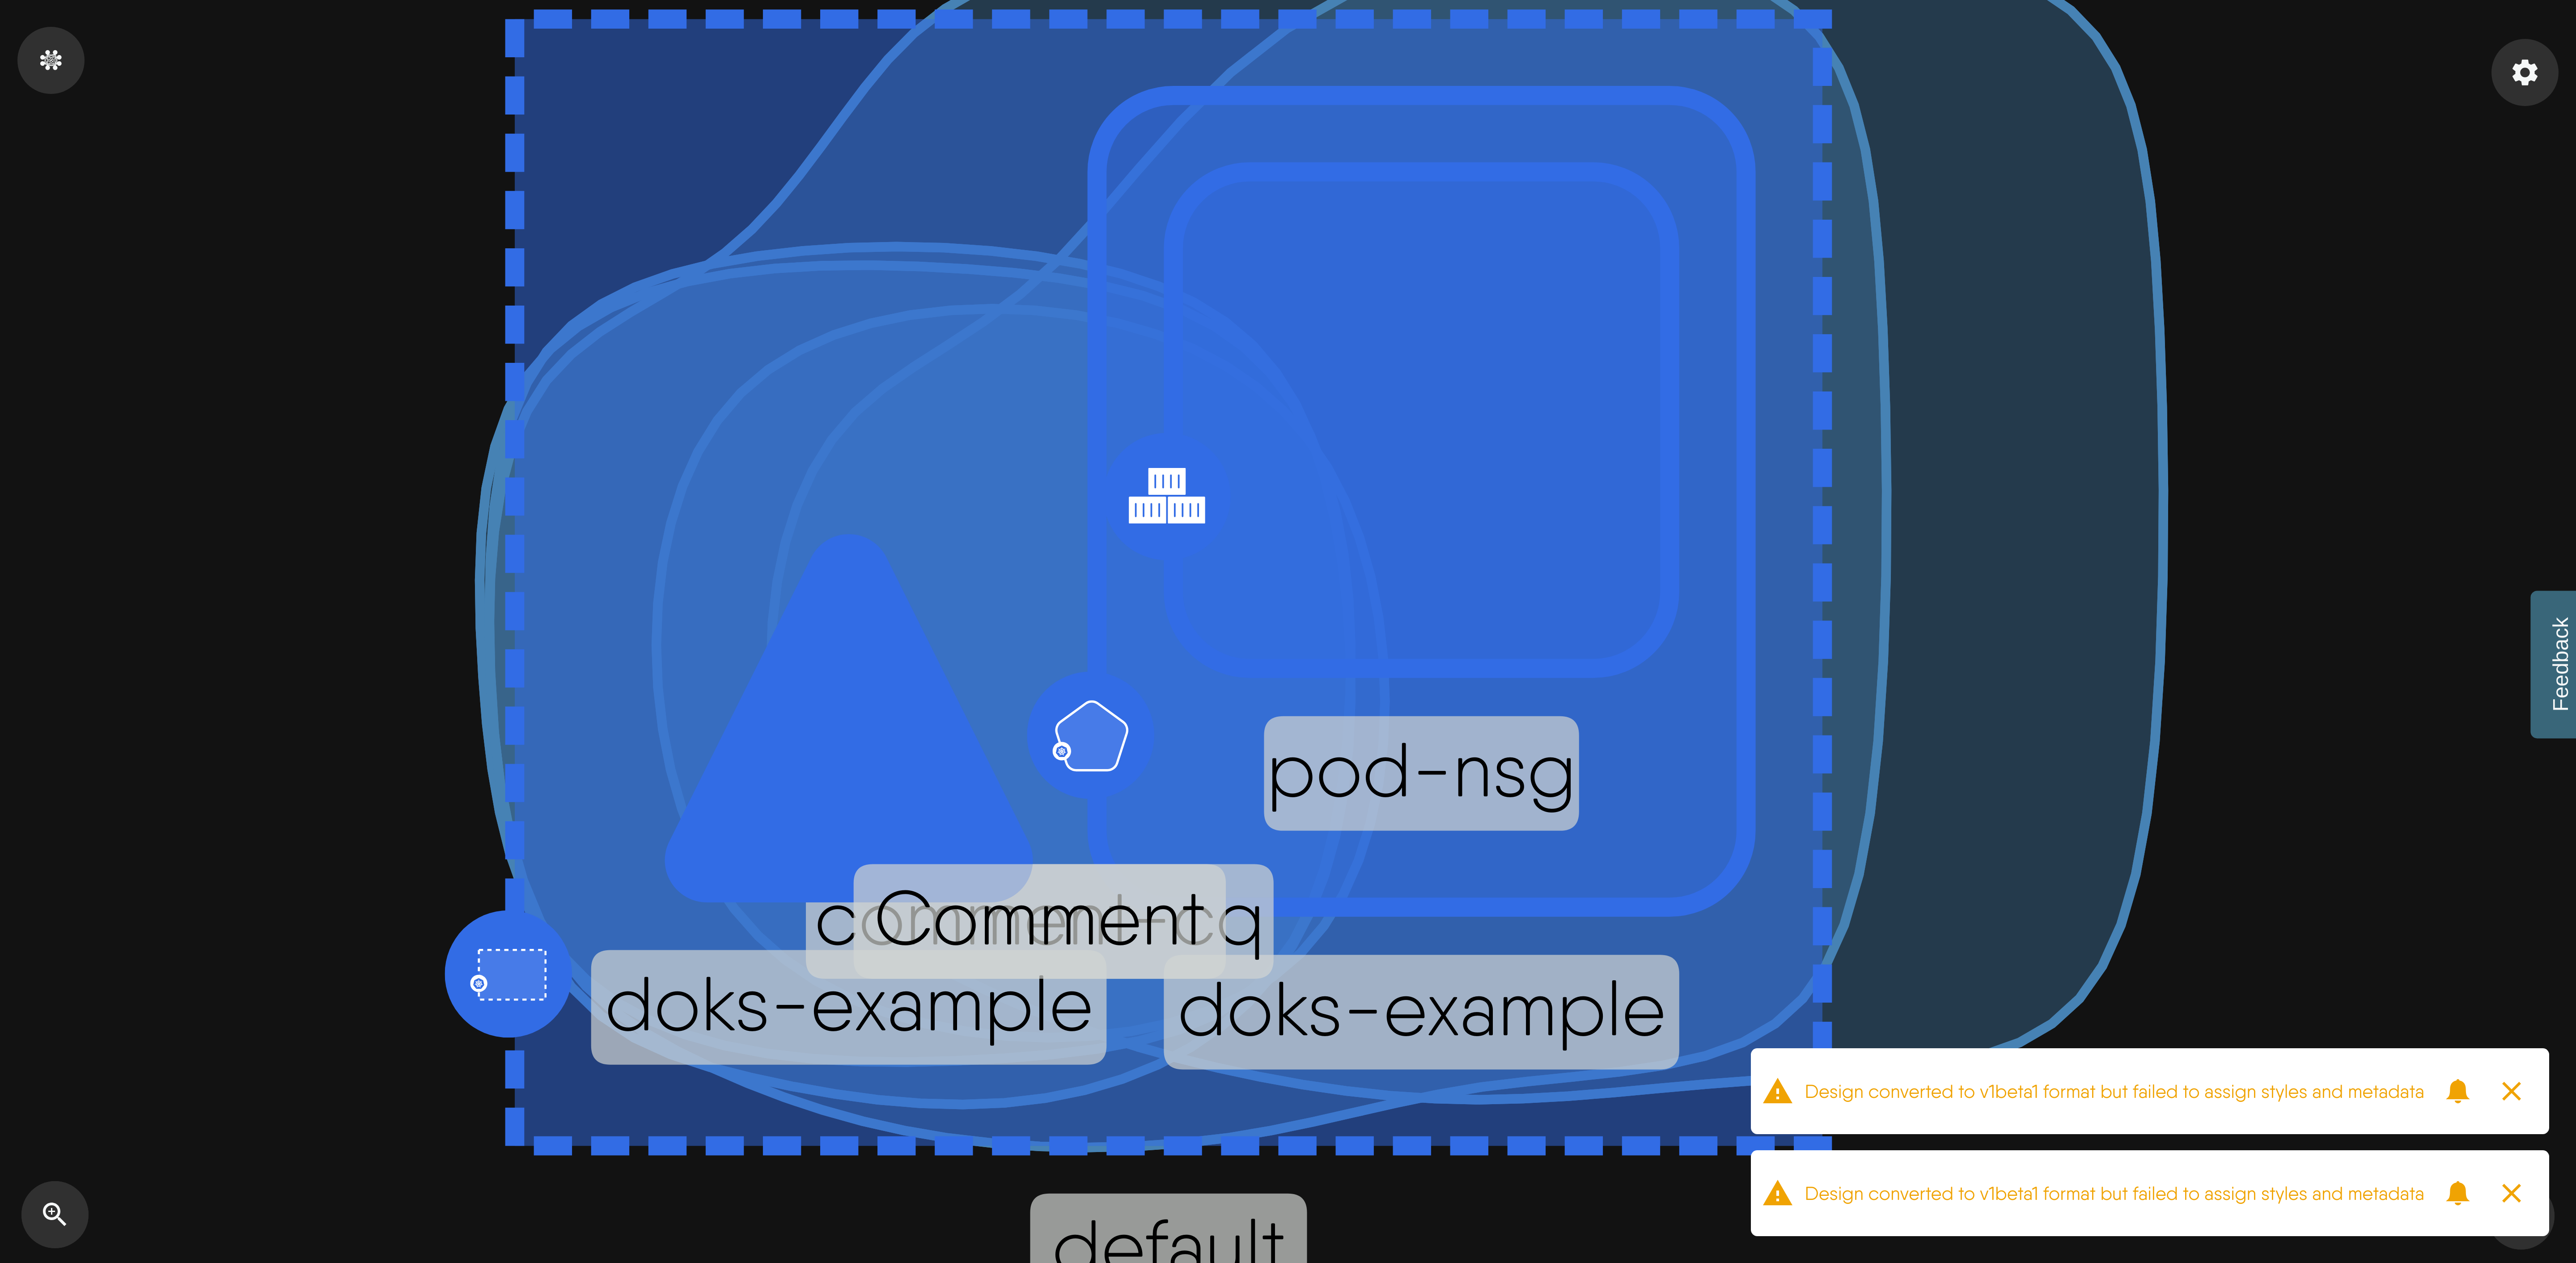 Feedback
pod-nsg
Comment
doks-example
doks-example
Design converted to v1beta1 format but failed to assign styles and metadata
Design converted to v1beta1 format but failed to assign styles and metadata
default